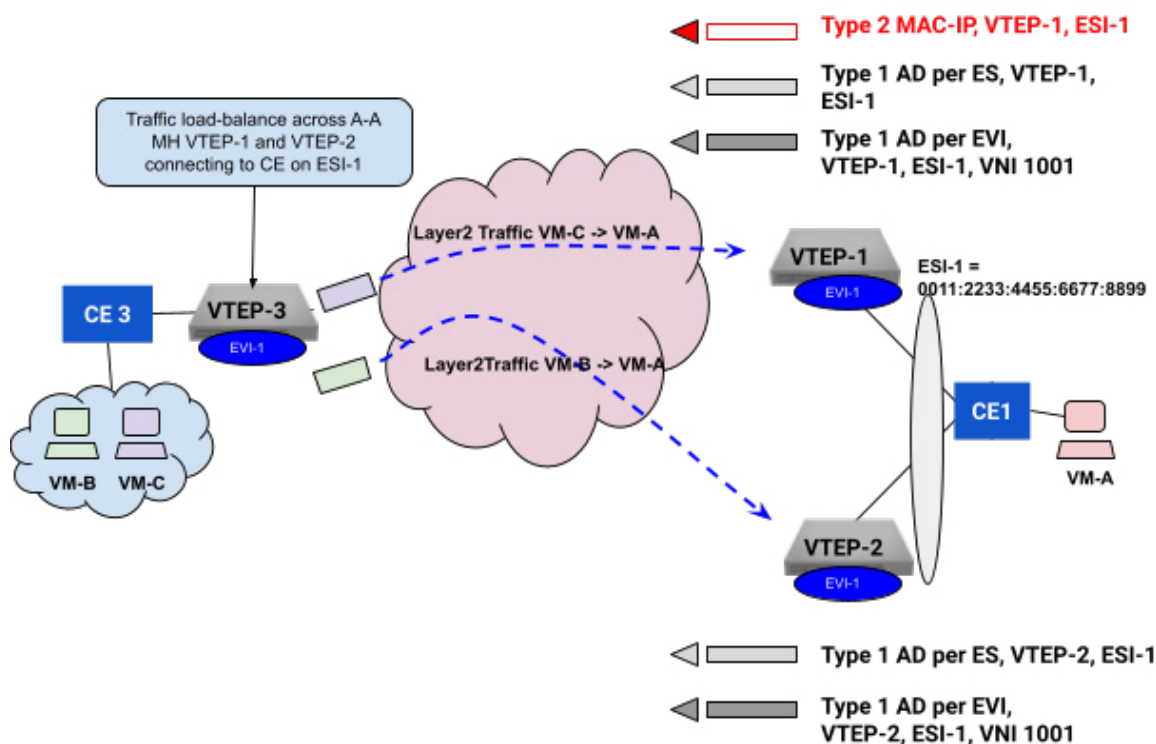 Type 2 MAC-IP, VTEP-1, ESI-1
Type 1 AD per ES, VTEP-1,
ESI-1
Type 1 AD per EVI,
VTEP-1, ESI-1, VNI 1001
Traffic load-balance across A-A
MH VTEP-1 and VTEP-2
connecting to CE on ESI-1
Layer2 Traffic VM-C -> VM-A
VTEP-1
EVI-1
ESI-1 =
0011:2233:4455:6677:8899
CE 3
VTEP-3
EVI-1
Layer2Traffic VM-B -> VM-A
CE1
VM-B
VM-C
VM-A
VTEP-2
EVI-1
Type 1 AD per ES, VTEP-2, ESI-1
Type 1 AD per EVI,
VTEP-2, ESI-1, VNI 1001